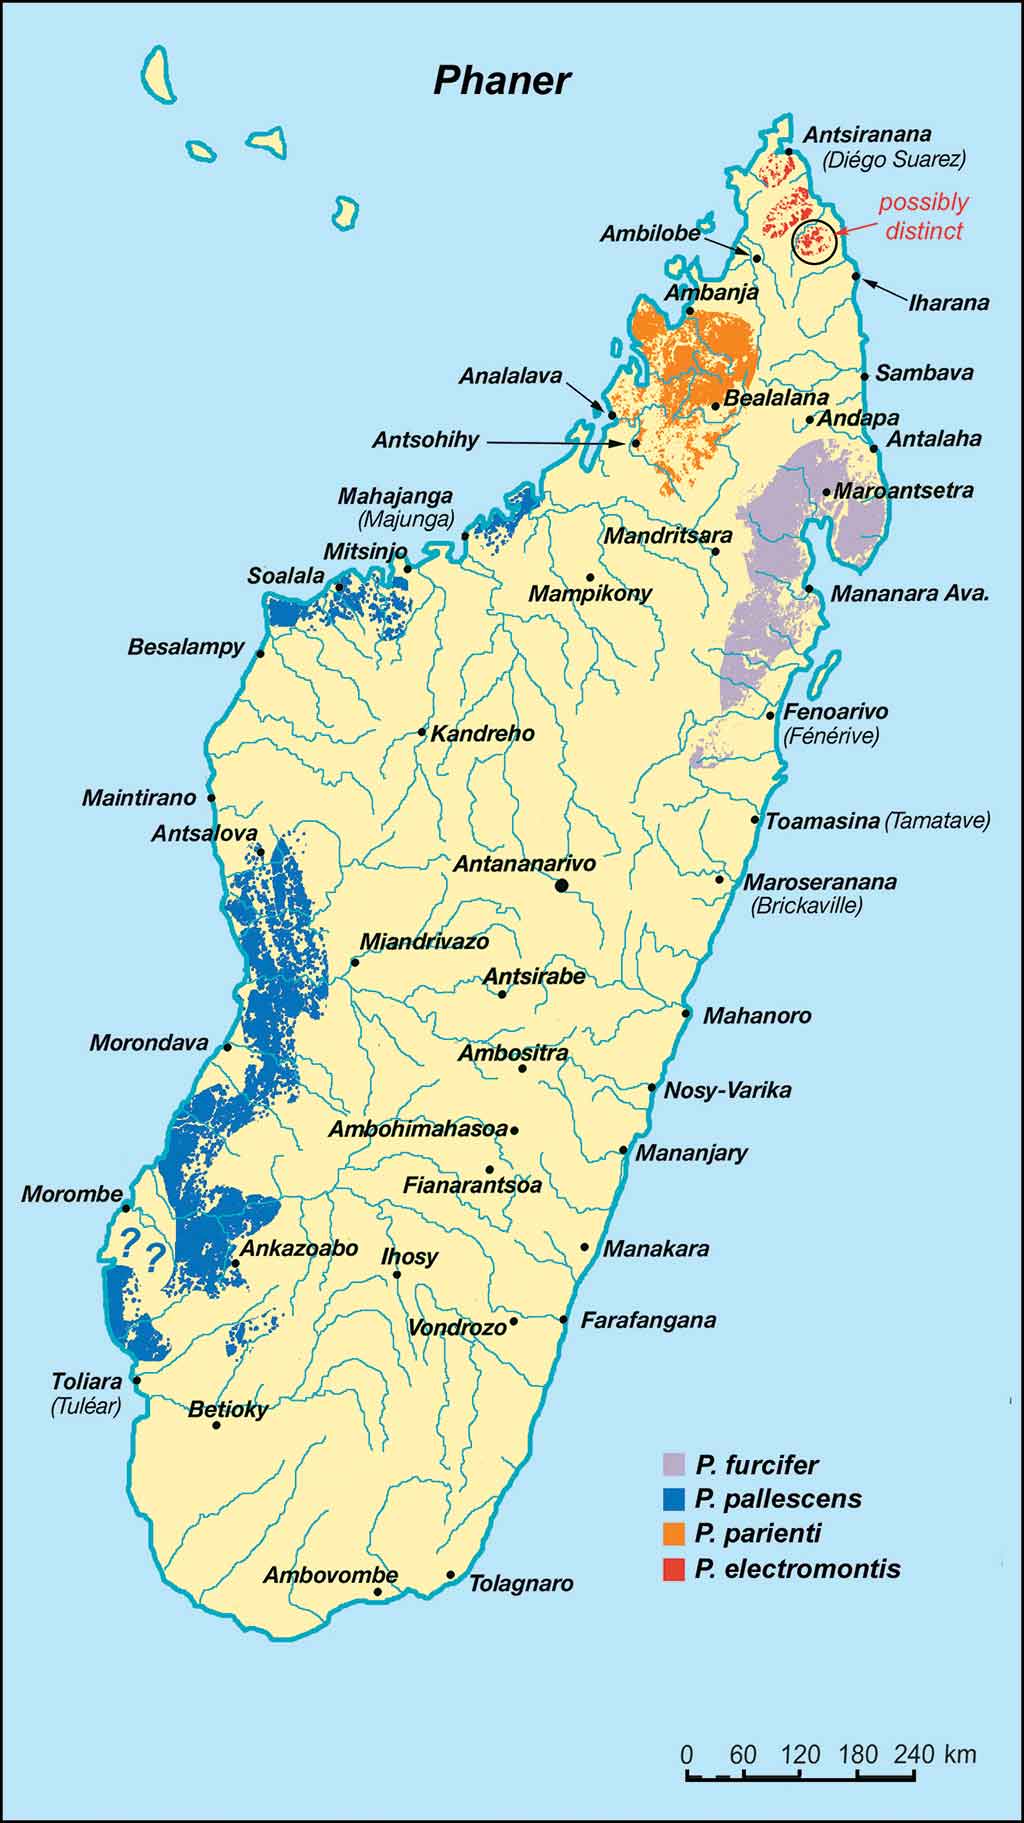 Phaner
Antsiranana
(Diégo Suarez)
possibly
distinct
Ambilobe
Iharana
Ambanja
Analalava
Sambava
Bealalana
Andapa
Antsohihy
Antalaha
Mahajanga
(Majunga)
Maroantsetra
Mandritsara
Mitsinjo
Soalala
Mampikony
Mananara Ava.
Besalampy
Fenoarivo
(Fénérive)
Kandreho
Maintirano
Toamasina (Tamatave)
Antsalova
Antananarivo
Maroseranana
(Brickaville)
Miandrivazo
Antsirabe
Mahanoro
Morondava
Ambositra
Nosy-Varika
Ambohimahasoa
Mananjary
Fianarantsoa
Morombe
? ?
Ankazoabo
Ihosy
Manakara
Vondrozo
Farafangana
Toliara
(Tuléar)
Betioky
P. furcifer
P. pallescens
P. parienti
P. electromontis
Ambovombe
Tolagnaro
0 60 120 180 240 km